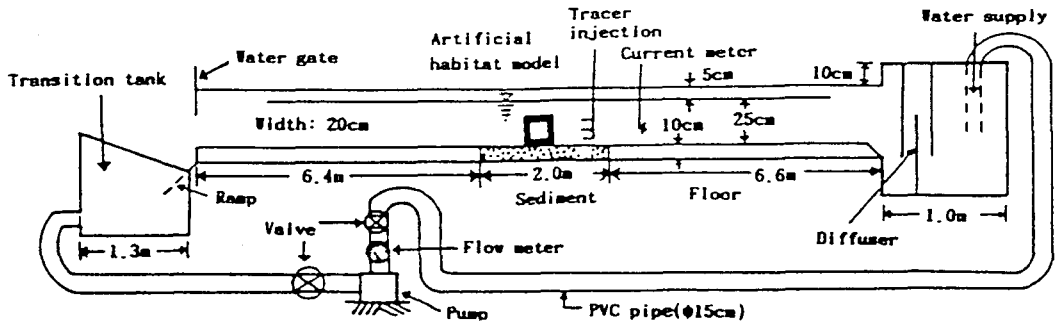 Water supply
Tracer
injection
Artificial
habitat model
Current meter
Water gate
Transition tank
5cm
10cm
Width: 20cm
10cm
25cm
6.4m
2.0m
6.6m
Ramp
Sediment
Floor
1.0m
Valve
1.3m
Flow meter
Diffuser
Pump
PVC pipe(φ15cm)